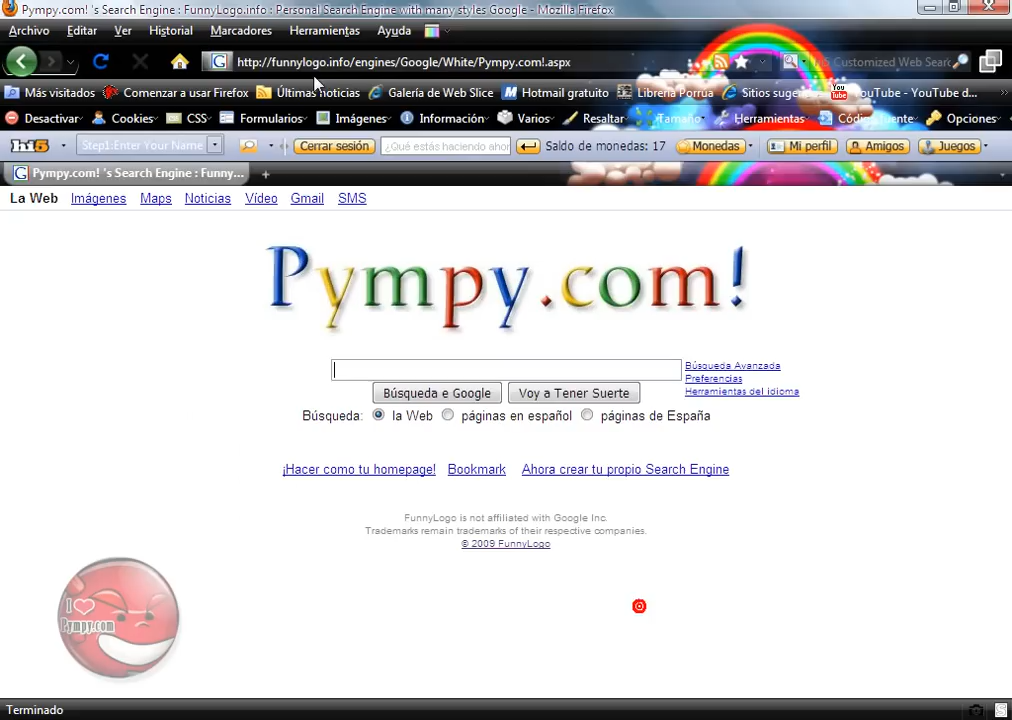 Pympy.com! 's Search Engine : FunnyLogo.info : Personal Search Engine with many styles Google - Mozilla Firefox
Archivo Editar Ver Historial Marcadores Herramientas Ayuda
http://funnylogo.info/engines/Google/White/Pympy.com!.aspx Customized Web Search
Más visitados Comenzar a usar Firefox Últimas noticias Galería de Web Slice Hotmail gratuito Librería Porrúa Sitios suge YouTube - YouTube d...
Desactivar Cookies CSS Formularios Imágenes Información Varios Resaltar Tamaño Herramientas Código fuente Opciones
hi5 Step1:Enter Your Name Cerrar sesión ¿Qué estás haciendo ahor Saldo de monedas: 17 Monedas Mi perfil Amigos Juegos
Pympy.com! 's Search Engine : Funny...
La Web Imágenes Maps Noticias Vídeo Gmail SMS
Pympy.com!
Búsqueda Avanzada
Preferencias
Herramientas del idioma
Búsqueda e Google Voy a Tener Suerte
Búsqueda: la Web páginas en español páginas de España
¡Hacer como tu homepage! Bookmark Ahora crear tu propio Search Engine
FunnyLogo is not affiliated with Google Inc.
Trademarks remain trademarks of their respective companies.
© 2009 FunnyLogo
I
Pympy.com
Terminado